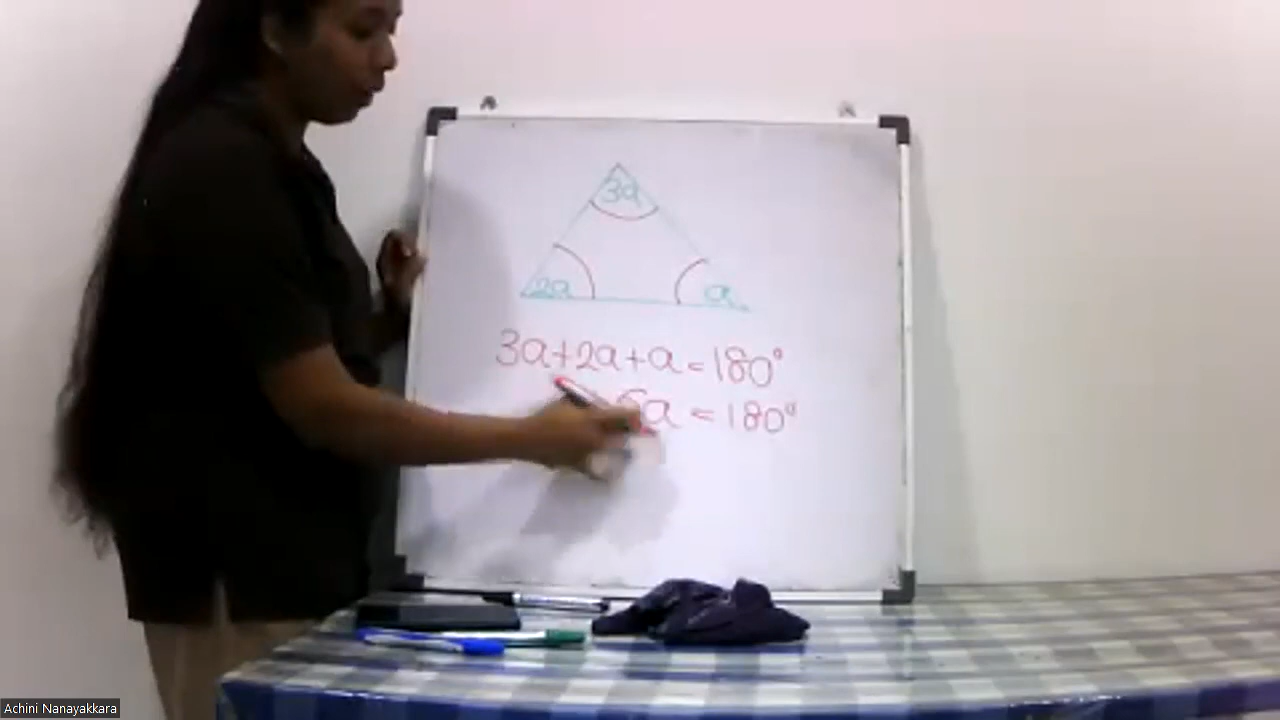 3a
2a
a
3a+2a+a=180°
6a = 180°
Achini Nanayakkara